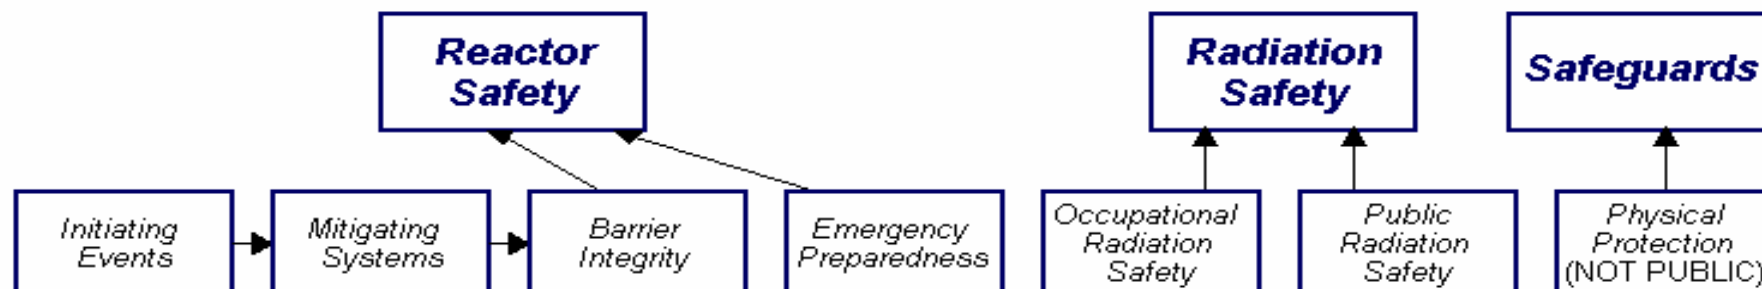 Reactor
Safety
Radiation
Safety
Safeguards
Initiating
Events
Mitigating
Systems
Barrier
Integrity
Emergency
Preparedness
Occupational
Radiation
Safety
Public
Radiation
Safety
Physical
Protection
(NOT PUBLIC)